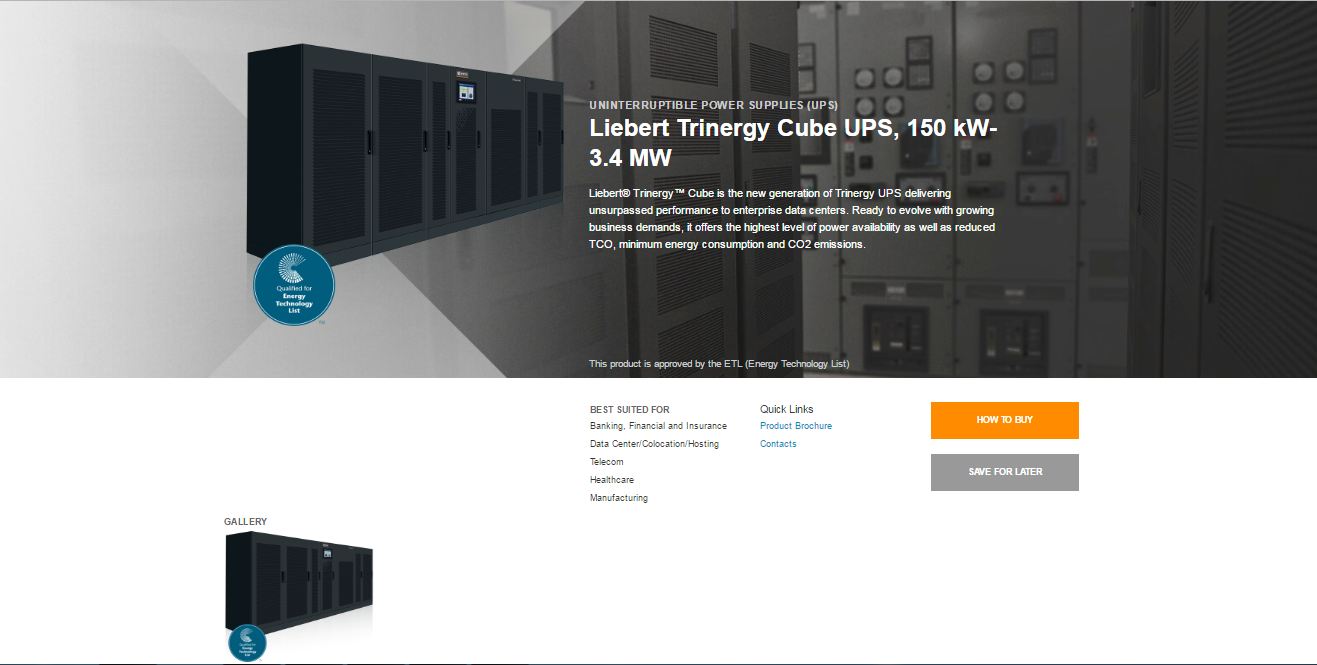 UNINTERRUPTIBLE POWER SUPPLIES (UPS)
Liebert Trinergy Cube UPS, 150 kW-
3.4 MW
Liebert® Trinergy™ Cube is the new generation of Trinergy UPS delivering
unsurpassed performance to enterprise data centers. Ready to evolve with growing
business demands, it offers the highest level of power availability as well as reduced
TCO, minimum energy consumption and CO2 emissions.
Qualified for
Energy
Technology
List
TM
This product is approved by the ETL (Energy Technology List)
BEST SUITED FOR
Banking, Financial and Insurance
Data Center/Colocation/Hosting
Telecom
Healthcare
Manufacturing
Quick Links
Product Brochure
Contacts
HOW TO BUY
SAVE FOR LATER
GALLERY
Qualified for
Energy
Technology
List